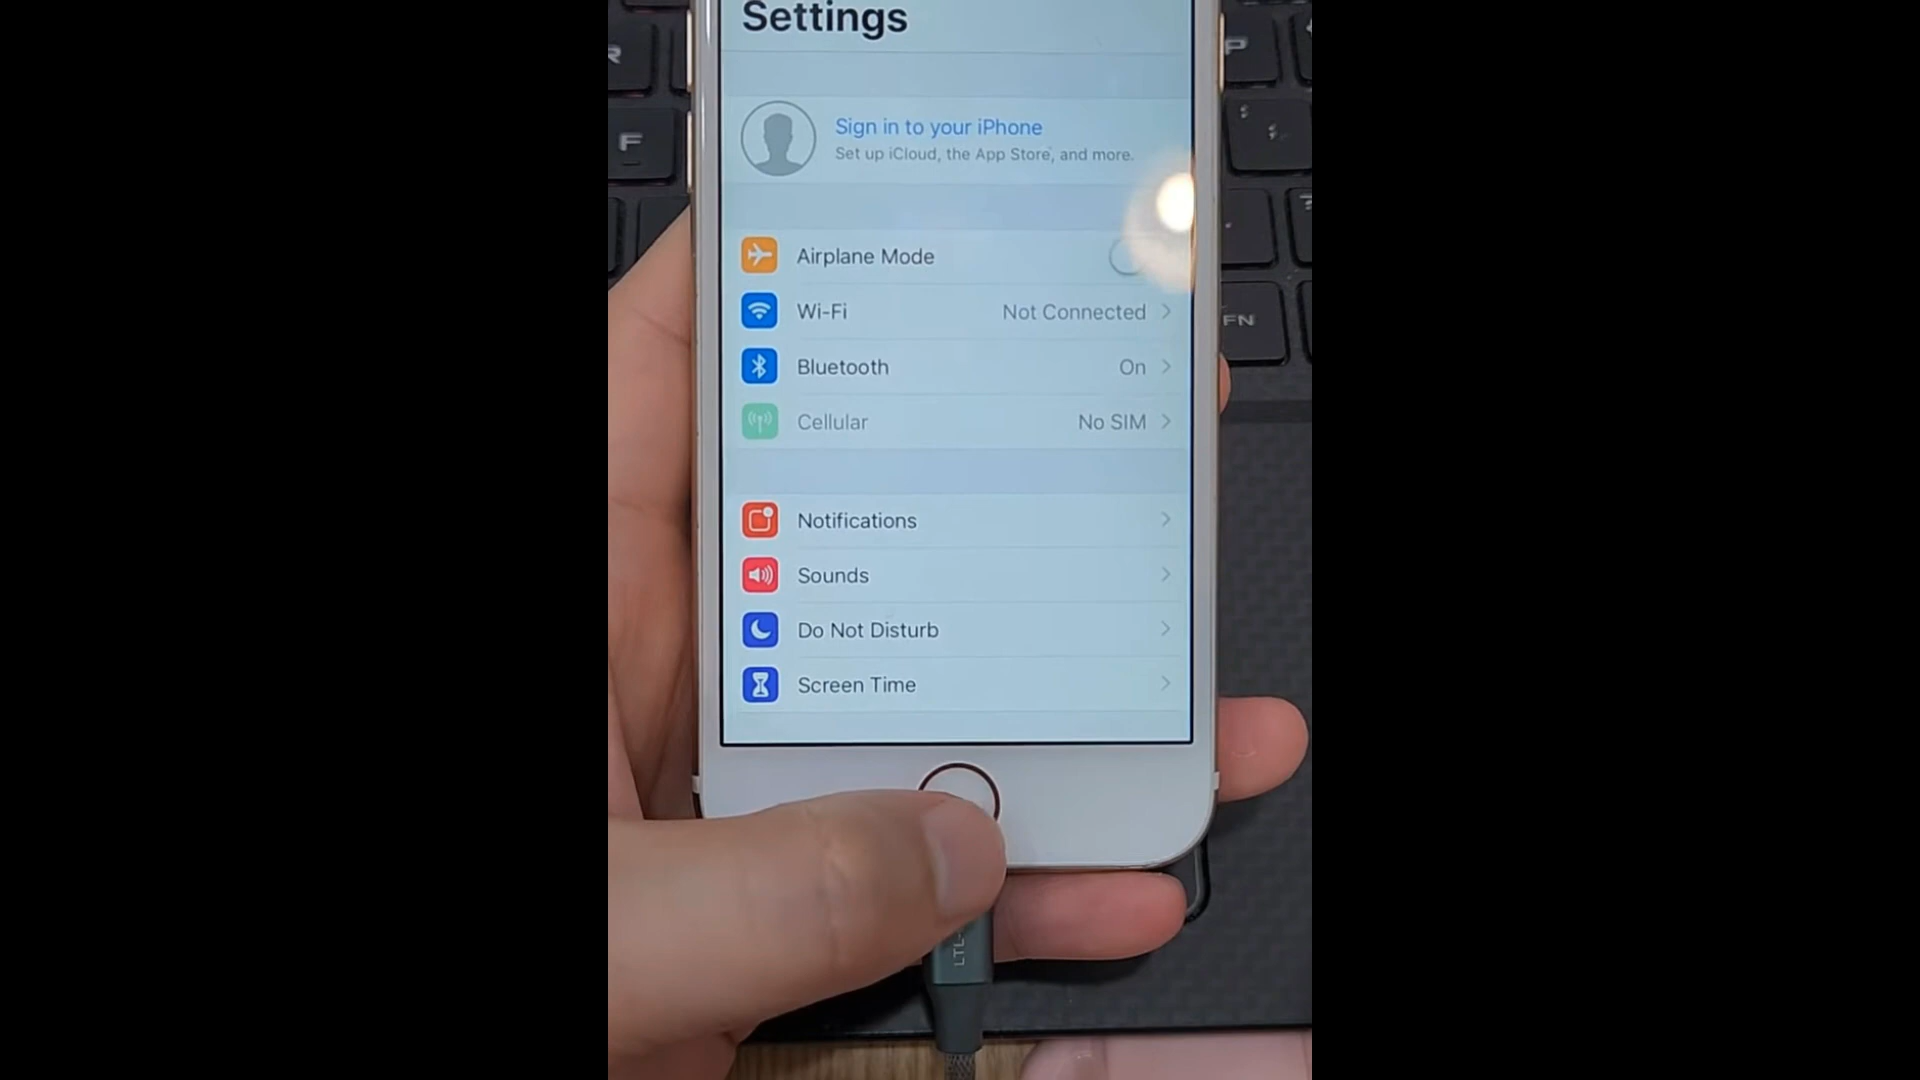 Settings
R
P
F
Sign in to your iPhone
Set up iCloud, the App Store, and more.
Airplane Mode
Wi-Fi Not Connected
FN
Bluetooth On
Cellular No SIM
Notifications
Sounds
Do Not Disturb
Screen Time